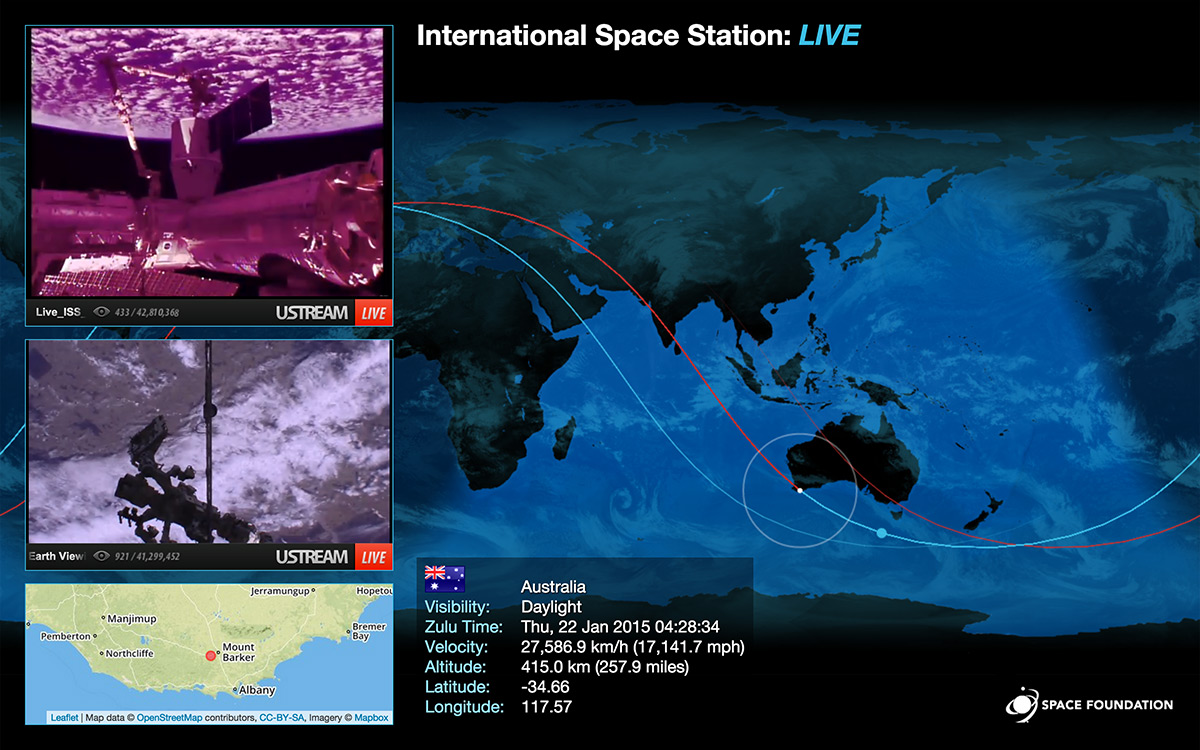 International Space Station: LIVE
Live_ISS_ 433 / 42,810,368 USTREAM LIVE
Earth View 921 / 41,299,452 USTREAM LIVE
Jerramungup
Hopetou
Manjimup
Pemberton
Bremer
Bay
Northcliffe
Mount
Barker
Albany
Leaflet | Map data © OpenStreetMap contributors, CC-BY-SA, Imagery © Mapbox
Australia
Visibility: Daylight
Zulu Time: Thu, 22 Jan 2015 04:28:34
Velocity: 27,586.9 km/h (17,141.7 mph)
Altitude: 415.0 km (257.9 miles)
Latitude: -34.66
Longitude: 117.57
SPACE FOUNDATION